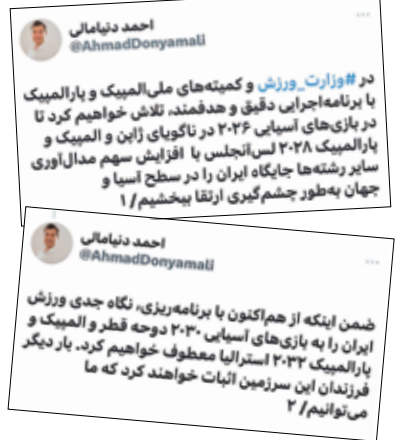 احمد دنیامالی
@AhmadDonyamali
در #وزارت_ورزش و کمیته‌های ملی‌المپیک و پارالمپیک
با برنامه‌اجرایی دقیق و هدفمند، تلاش خواهیم کرد تا
در بازی‌های آسیایی ۲۰۲۶ در ناگویای ژاپن و المپیک و
پارالمپیک ۲۰۲۸ لس‌آنجلس با افزایش سهم مدال‌آوری
سایر رشته‌ها جایگاه ایران را در سطح آسیا و
جهان به‌طور چشم‌گیری ارتقا ببخشیم/ ۱
احمد دنیامالی
@AhmadDonyamali
ضمن اینکه از هم‌اکنون با برنامه‌ریزی، نگاه جدی ورزش
ایران را به بازی‌های آسیایی ۲۰۳۰ دوحه قطر و المپیک و
پارالمپیک ۲۰۳۲ استرالیا معطوف خواهیم کرد. بار دیگر
فرزندان این سرزمین اثبات خواهند کرد که ما
می‌توانیم/ ۲